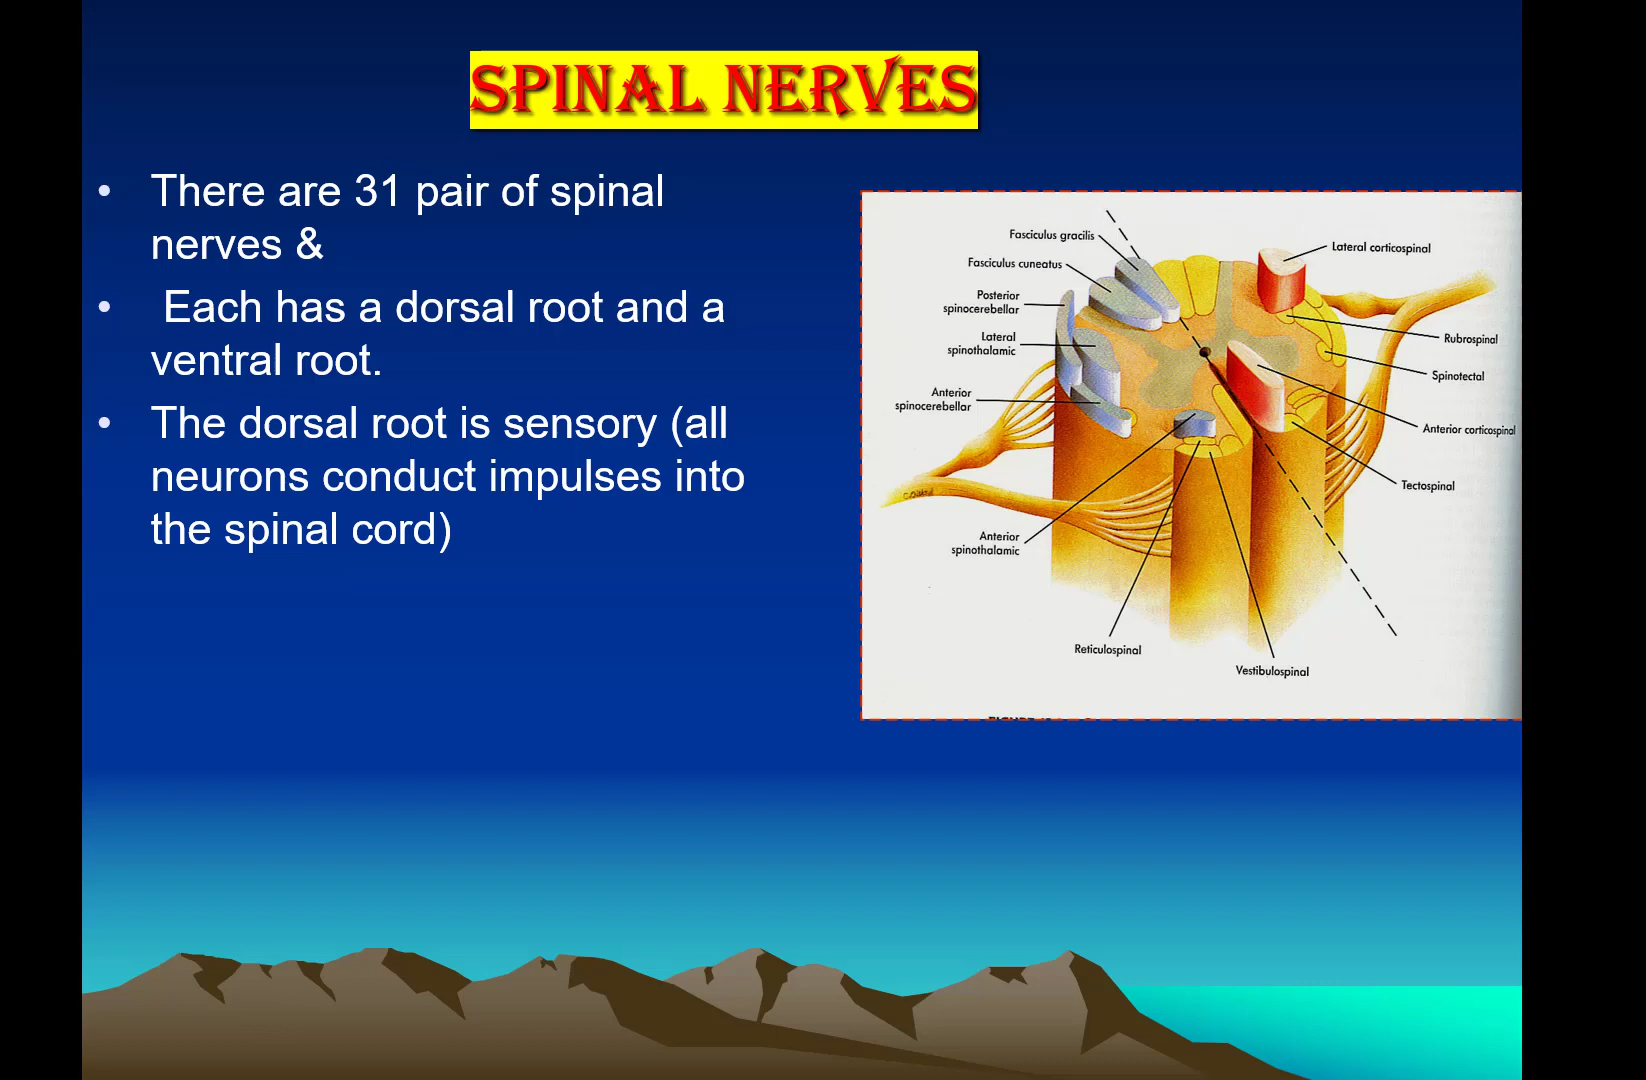 SPINAL NERVES
• There are 31 pair of spinal
nerves &
• Each has a dorsal root and a
ventral root.
• The dorsal root is sensory (all
neurons conduct impulses into
the spinal cord)
Fasciculus gracilis
Fasciculus cuneatus
Posterior
spinocerebellar
Lateral
spinothalamic
Anterior
spinocerebellar
Anterior
spinothalamic
Reticulospinal
Vestibulospinal
Lateral corticospinal
Rubrospinal
Spinotectal
Anterior corticospinal
Tectospinal